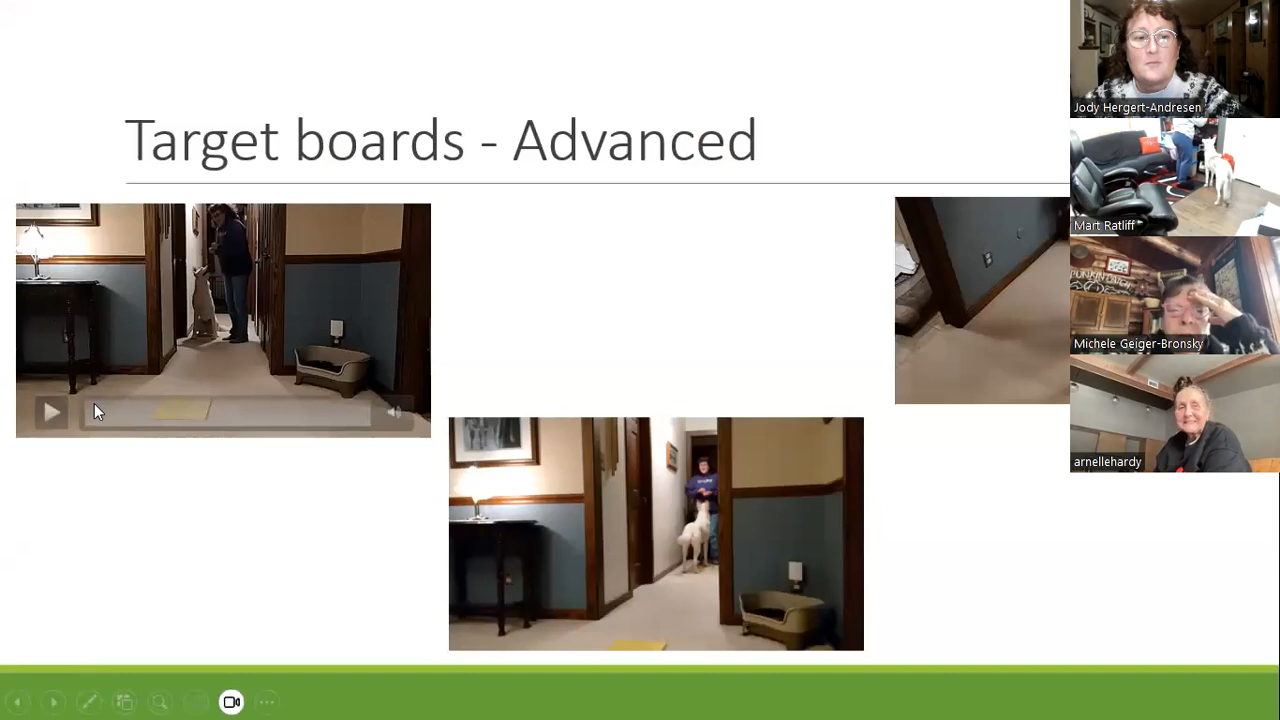 Target boards - Advanced
Jody Hergert-Andresen
Mart Ratliff
Michele Geiger-Bronsky
arnellehardy